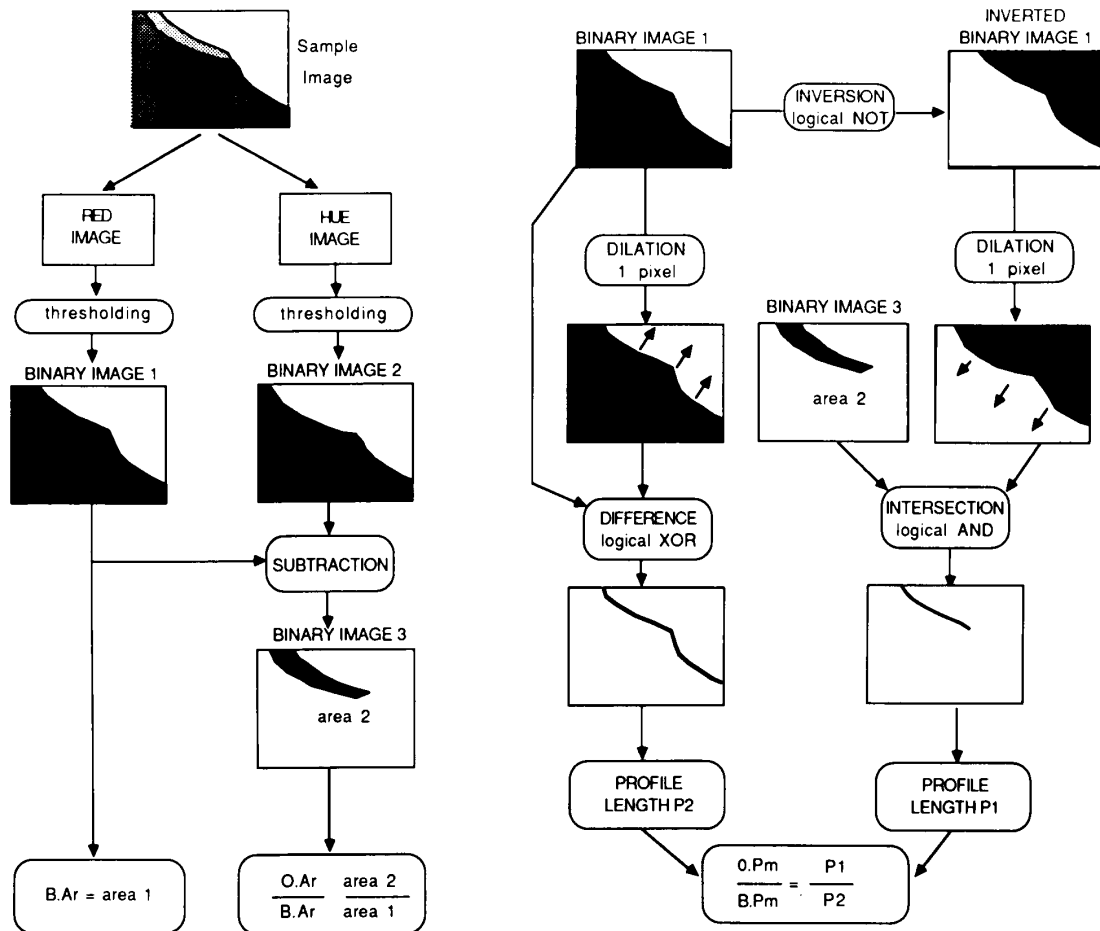 Sample
Image
RED
IMAGE
HUE
IMAGE
thresholding
thresholding
BINARY IMAGE 1
BINARY IMAGE 2
SUBTRACTION
BINARY IMAGE 3
area 2
B.Ar = area 1
O.Ar area 2
B.Ar area 1
BINARY IMAGE 1
INVERTED
BINARY IMAGE 1
INVERSION
logical NOT
DILATION
1 pixel
DILATION
1 pixel
BINARY IMAGE 3
area 2
DIFFERENCE
logical XOR
INTERSECTION
logical AND
PROFILE
LENGTH P2
PROFILE
LENGTH P1
O.Pm = P1
B.Pm P2